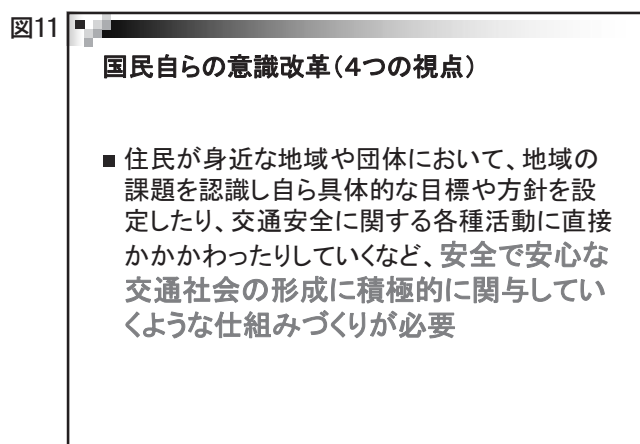 図11
国民自らの意識改革（4つの視点）
■ 住民が身近な地域や団体において、地域の
課題を認識し自ら具体的な目標や方針を設
定したり、交通安全に関する各種活動に直接
かかかわったりしていくなど、安全で安心な
交通社会の形成に積極的に関与してい
くような仕組みづくりが必要